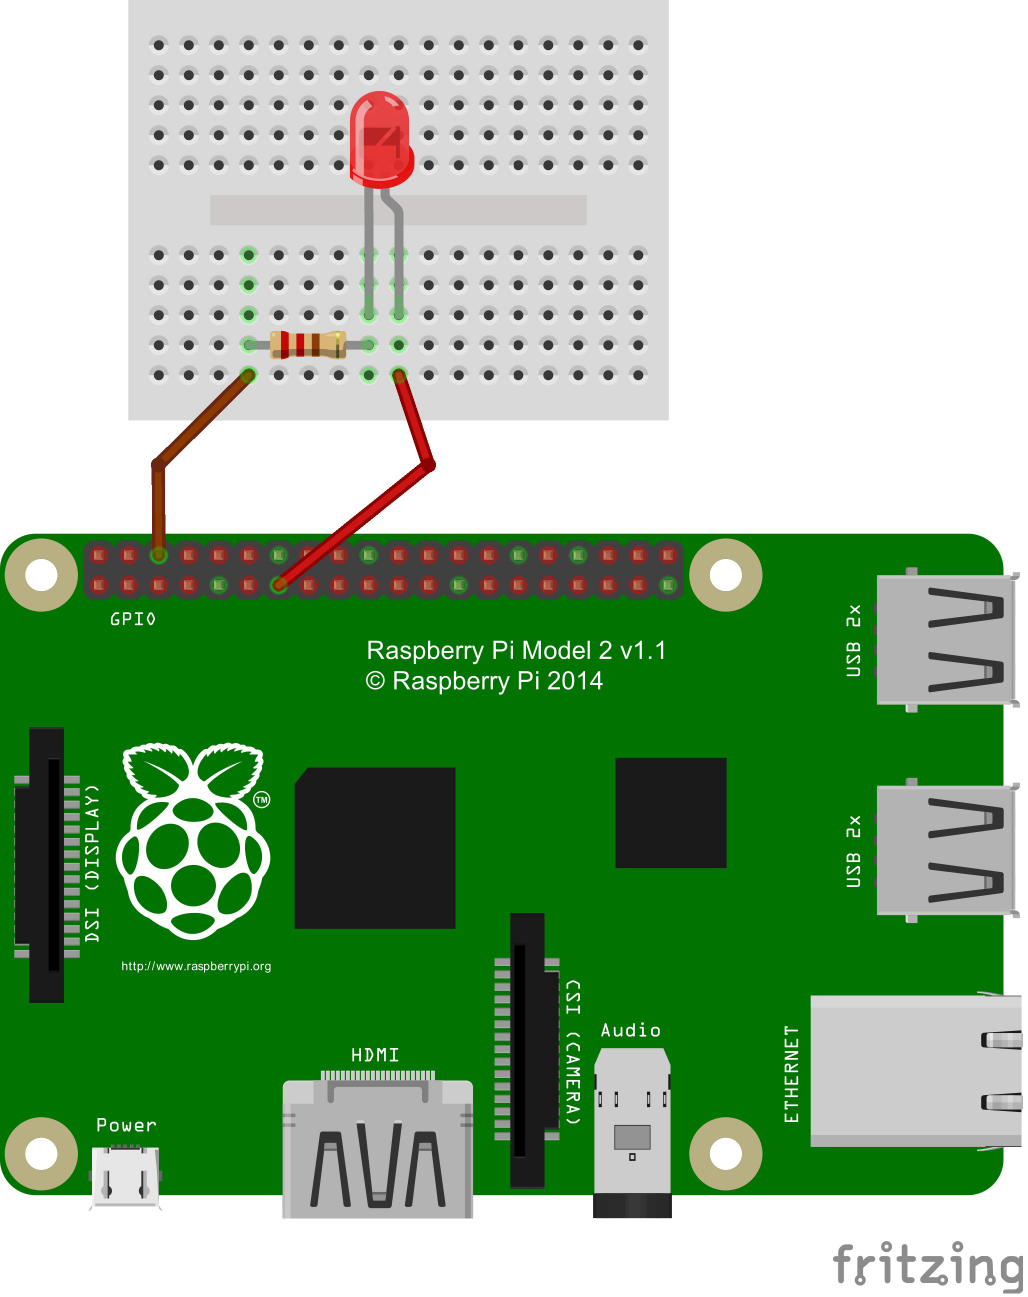 GPIO
Raspberry Pi Model 2 v1.1
© Raspberry Pi 2014
USB 2x
DSI (DISPLAY)
TM
USB 2x
http://www.raspberrypi.org
CSI (CAMERA)
Audio
HDMI
ETHERNET
Power
fritzing